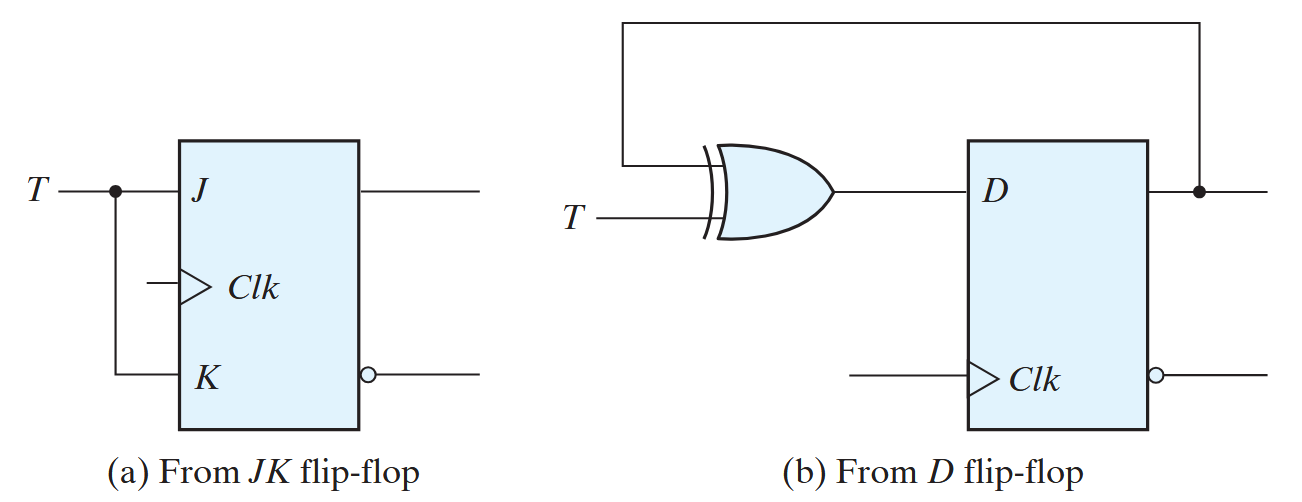 T
J
Clk
K
(a) From JK flip-flop
T
D
Clk
(b) From D flip-flop